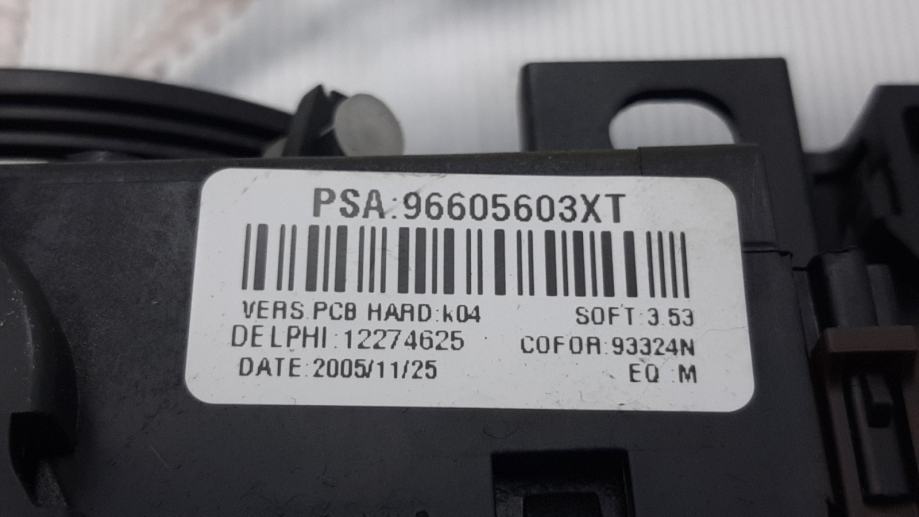 PSA:96605603XT
VERS.PCB HARD:k04 SOFT:3.53
DELPHI:12274625 COFOR:93324N
DATE:2005/11/25 EQ:M